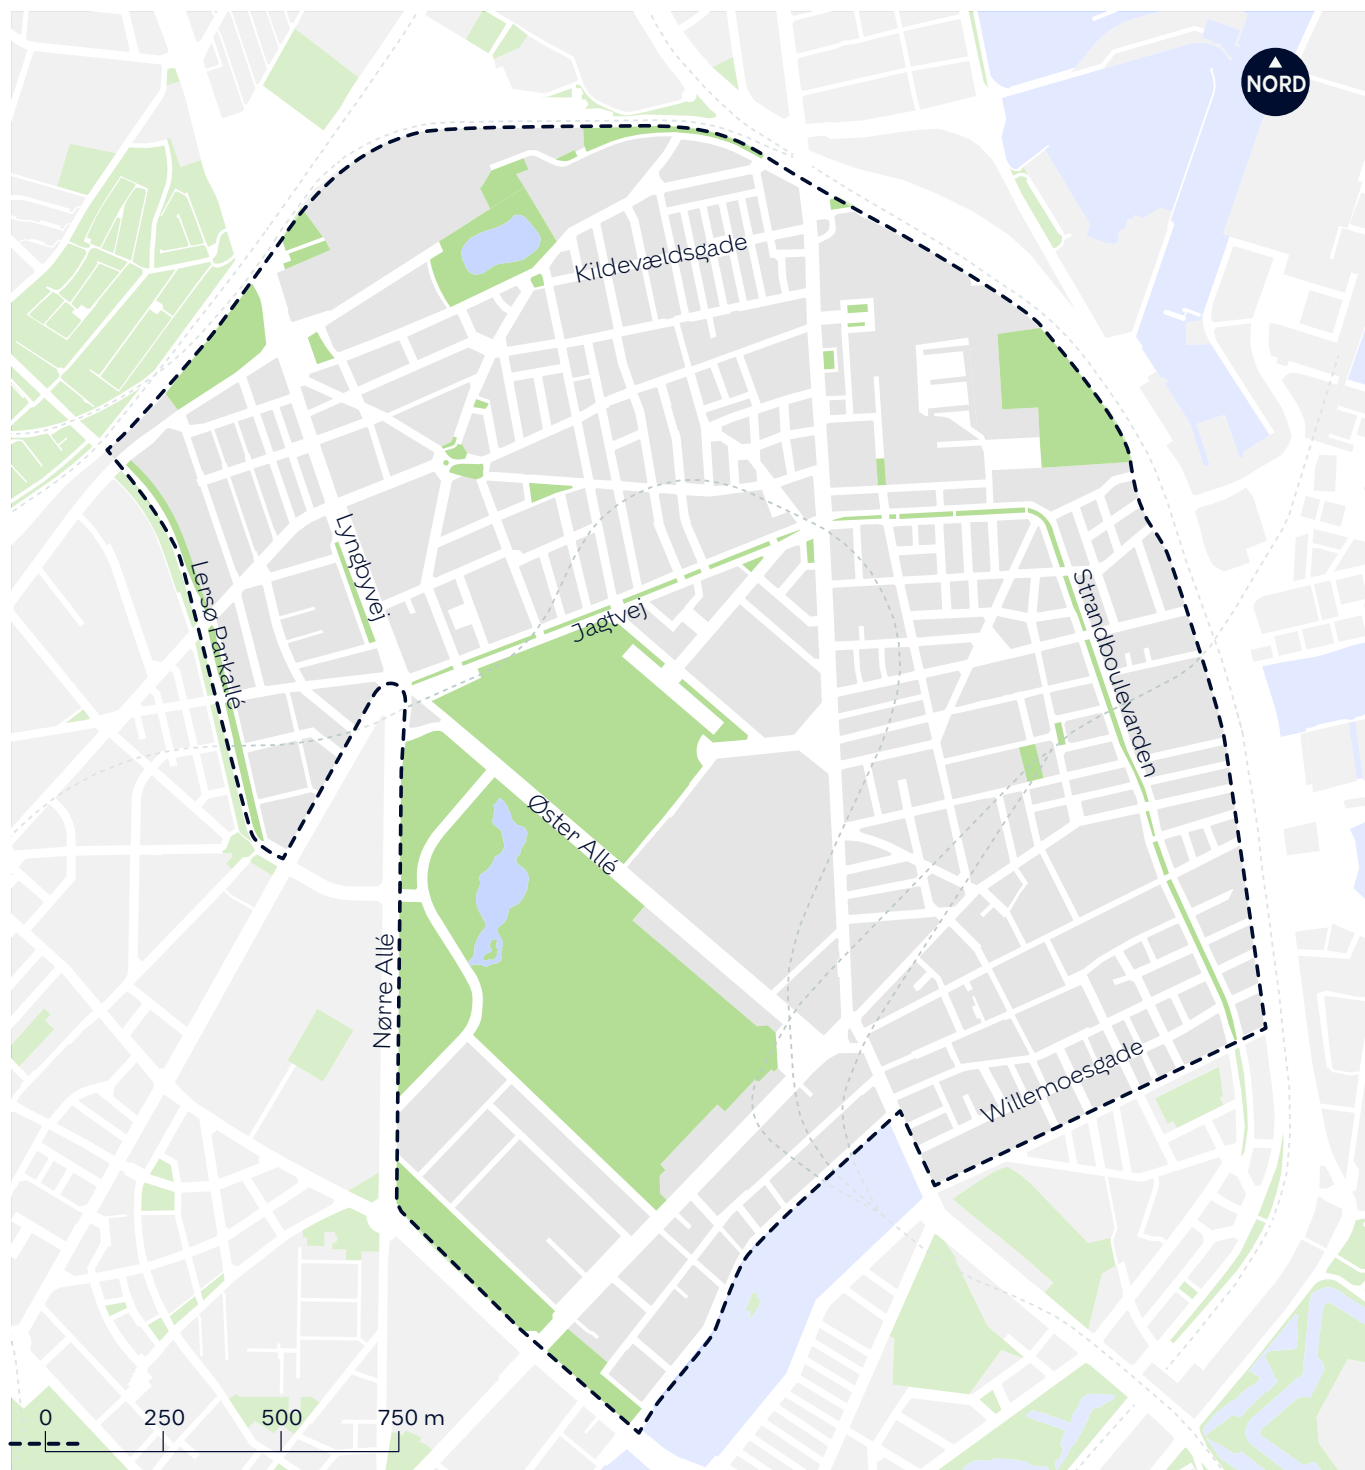 NORD
Kildevældsgade
Lyngbyvej
Lersø Parkallé
Jagtvej
Strandboulevarden
Øster Allé
Nørre Allé
Willemoesgade
0 250 500 750 m